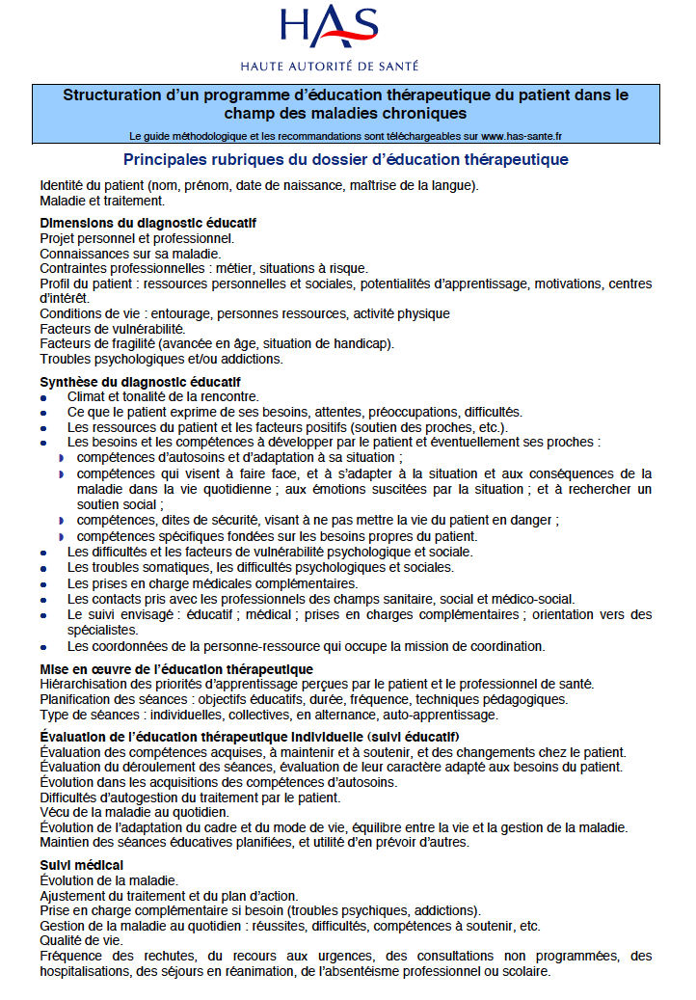 HAS
HAUTE AUTORITÉ DE SANTÉ
Structuration d'un programme d'éducation thérapeutique du patient dans le
champ des maladies chroniques
Le guide méthodologique et les recommandations sont téléchargeables sur www.has-sante.fr
Principales rubriques du dossier d'éducation thérapeutique
Identité du patient (nom, prénom, date de naissance, maîtrise de la langue).
Maladie et traitement.
Dimensions du diagnostic éducatif
Projet personnel et professionnel.
Connaissances sur sa maladie.
Contraintes professionnelles : métier, situations à risque.
Profil du patient : ressources personnelles et sociales, potentialités d'apprentissage, motivations, centres
d'intérêt.
Conditions de vie : entourage, personnes ressources, activité physique
Facteurs de vulnérabilité.
Facteurs de fragilité (avancée en âge, situation de handicap).
Troubles psychologiques et/ou addictions.
Synthèse du diagnostic éducatif
● Climat et tonalité de la rencontre.
● Ce que le patient exprime de ses besoins, attentes, préoccupations, difficultés.
● Les ressources du patient et les facteurs positifs (soutien des proches, etc.).
● Les besoins et les compétences à développer par le patient et éventuellement ses proches :
◗ compétences d'autosoins et d'adaptation à sa situation ;
◗ compétences qui visent à faire face, et à s'adapter à la situation et aux conséquences de la
maladie dans la vie quotidienne ; aux émotions suscitées par la situation ; et à rechercher un
soutien social ;
◗ compétences, dites de sécurité, visant à ne pas mettre la vie du patient en danger ;
◗ compétences spécifiques fondées sur les besoins propres du patient.
● Les difficultés et les facteurs de vulnérabilité psychologique et sociale.
● Les troubles somatiques, les difficultés psychologiques et sociales.
● Les prises en charge médicales complémentaires.
● Les contacts pris avec les professionnels des champs sanitaire, social et médico-social.
● Le suivi envisagé : éducatif ; médical ; prises en charges complémentaires ; orientation vers des
spécialistes.
● Les coordonnées de la personne-ressource qui occupe la mission de coordination.
Mise en œuvre de l'éducation thérapeutique
Hiérarchisation des priorités d'apprentissage perçues par le patient et le professionnel de santé.
Planification des séances : objectifs éducatifs, durée, fréquence, techniques pédagogiques.
Type de séances : individuelles, collectives, en alternance, auto-apprentissage.
Évaluation de l'éducation thérapeutique individuelle (suivi éducatif)
Évaluation des compétences acquises, à maintenir et à soutenir, et des changements chez le patient.
Évaluation du déroulement des séances, évaluation de leur caractère adapté aux besoins du patient.
Évolution dans les acquisitions des compétences d'autosoins.
Difficultés d'autogestion du traitement par le patient.
Vécu de la maladie au quotidien.
Évolution de l'adaptation du cadre et du mode de vie, équilibre entre la vie et la gestion de la maladie.
Maintien des séances éducatives planifiées, et utilité d'en prévoir d'autres.
Suivi médical
Évolution de la maladie.
Ajustement du traitement et du plan d'action.
Prise en charge complémentaire si besoin (troubles psychiques, addictions).
Gestion de la maladie au quotidien : réussites, difficultés, compétences à soutenir, etc.
Qualité de vie.
Fréquence des rechutes, du recours aux urgences, des consultations non programmées, des
hospitalisations, des séjours en réanimation, de l'absentéisme professionnel ou scolaire.